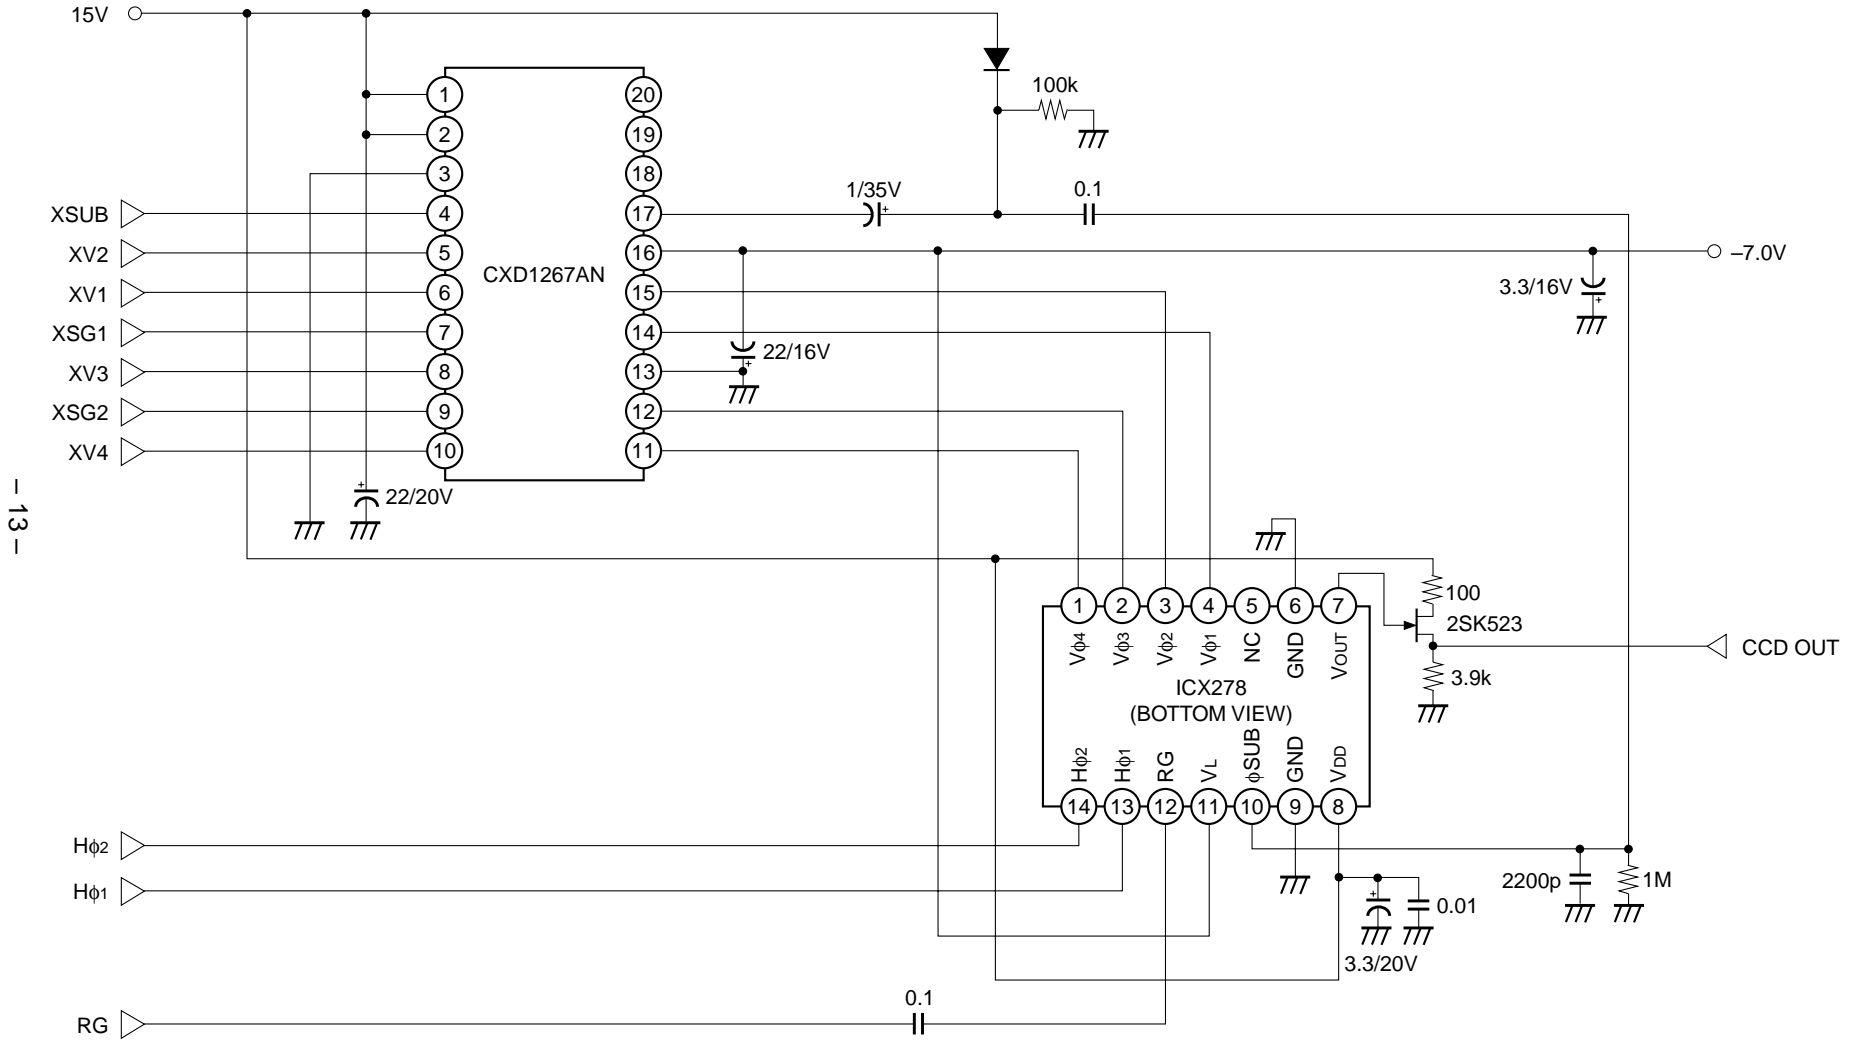 15V
100k
1
20
2
19
3
18
1/35V
0.1
XSUB
4
17
XV2
5
16
–7.0V
CXD1267AN
3.3/16V
XV1
6
15
XSG1
7
14
22/16V
XV3
8
13
XSG2
9
12
XV4
10
11
22/20V
– 13 –
100
1
2
3
4
5
6
7
2SK523
Vϕ4
Vϕ3
Vϕ2
Vϕ1
NC
GND
VOUT
CCD OUT
3.9k
ICX278
(BOTTOM VIEW)
Hϕ2
Hϕ1
RG
VL
ϕSUB
GND
VDD
14
13
12
11
10
9
8
Hϕ2
2200p
1M
Hϕ1
0.01
3.3/20V
0.1
RG